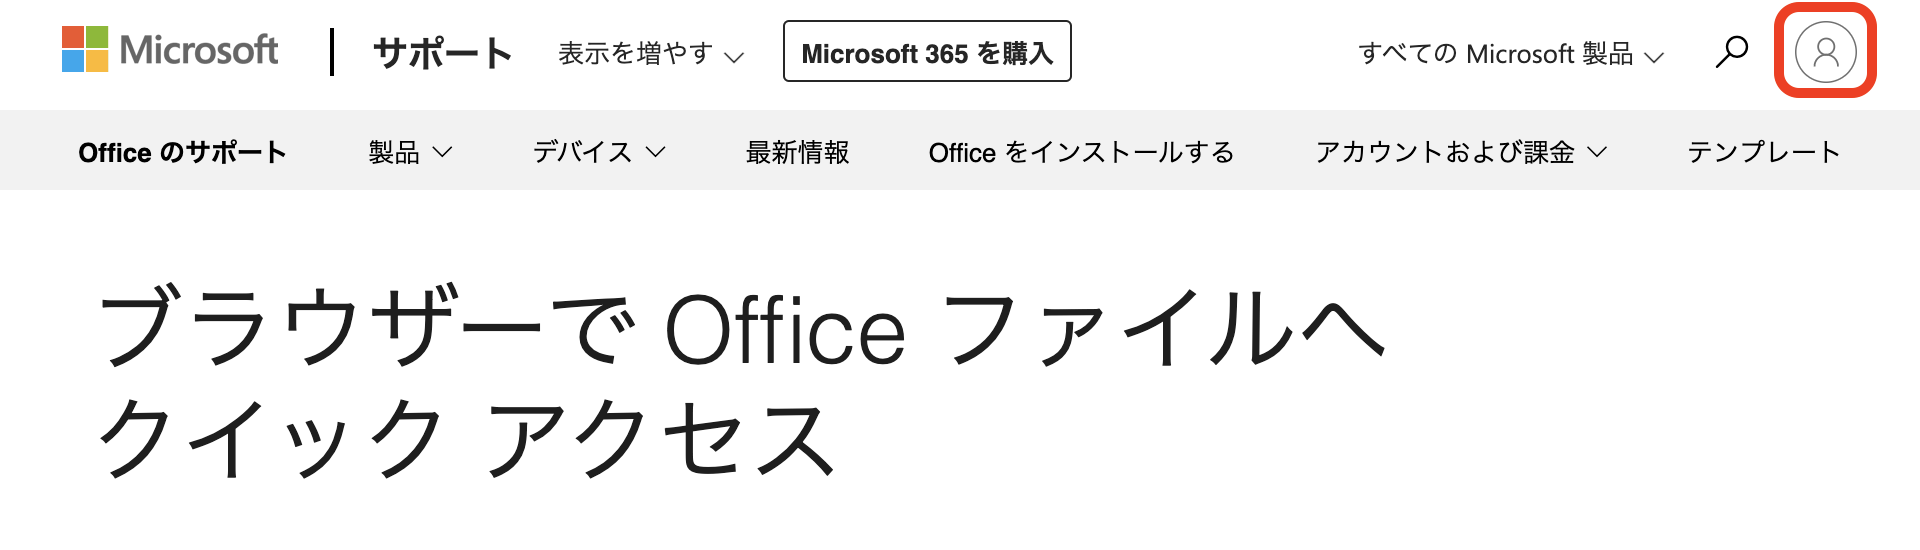 Microsoft サポート 表示を増やす Microsoft 365 を購入 すべての Microsoft 製品
Office のサポート 製品 デバイス 最新情報 Office をインストールする アカウントおよび課金 テンプレート
ブラウザーで Office ファイルへ
クイック アクセス